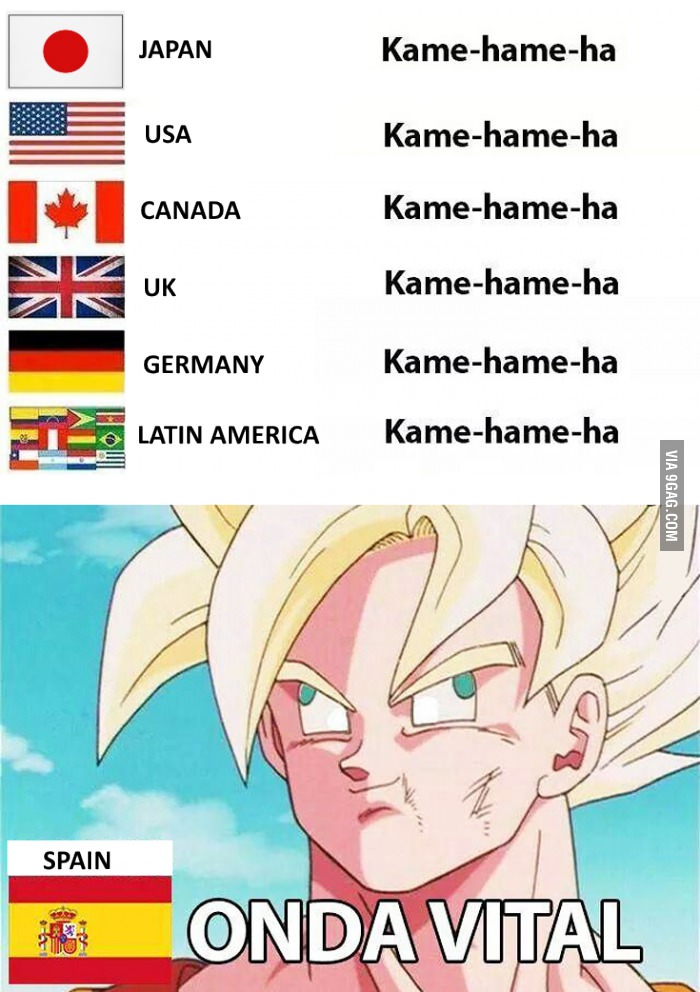 JAPAN Kame-hame-ha
USA Kame-hame-ha
CANADA Kame-hame-ha
UK Kame-hame-ha
GERMANY Kame-hame-ha
LATIN AMERICA Kame-hame-ha
VIA 9GAG.COM
SPAIN
ONDA VITAL